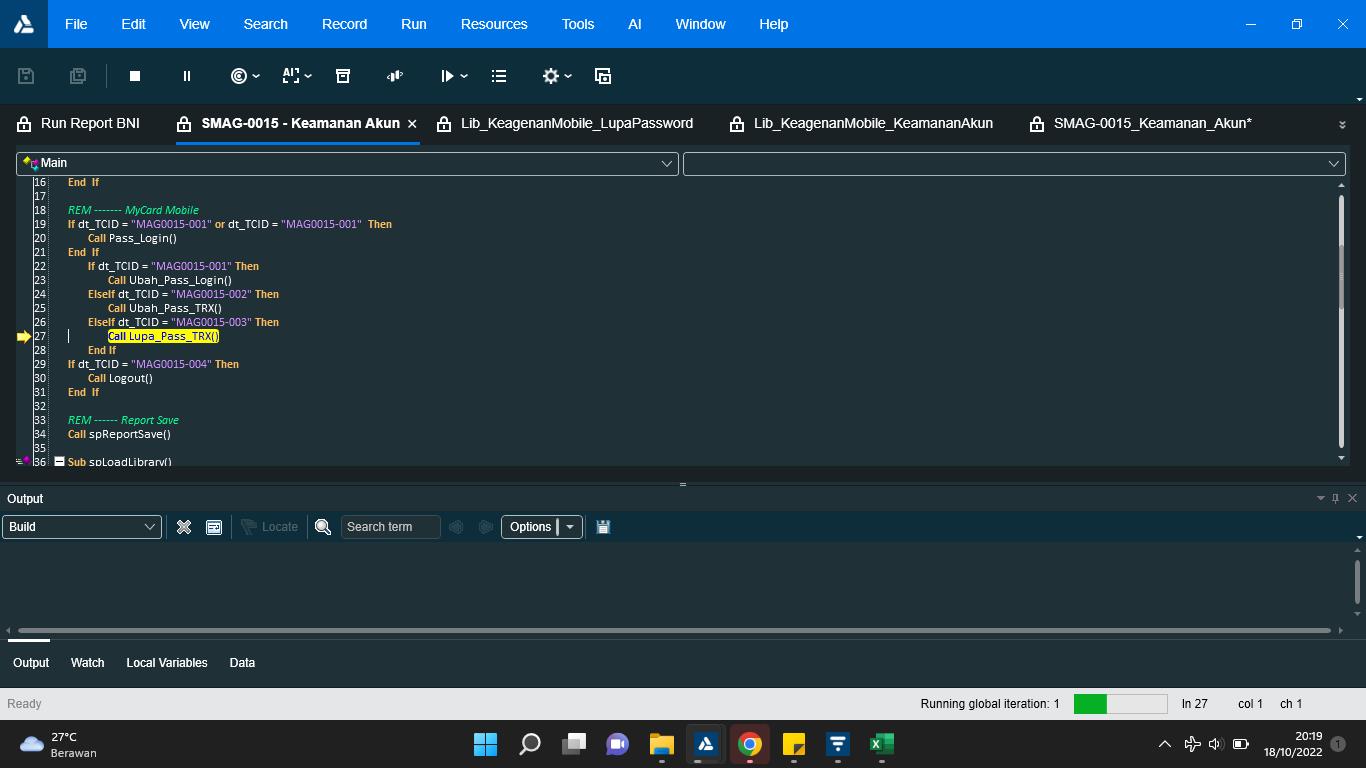 File Edit View Search Record Run Resources Tools AI Window Help
AI
Run Report BNI SMAG-0015 - Keamanan Akun Lib_KeagenanMobile_LupaPassword Lib_KeagenanMobile_KeamananAkun SMAG-0015_Keamanan_Akun*
Main
16 End If
17
18 REM ------- MyCard Mobile
19 If dt_TCID = "MAG0015-001" or dt_TCID = "MAG0015-001" Then
20 Call Pass_Login()
21 End If
22 If dt_TCID = "MAG0015-001" Then
23 Call Ubah_Pass_Login()
24 ElseIf dt_TCID = "MAG0015-002" Then
25 Call Ubah_Pass_TRX()
26 ElseIf dt_TCID = "MAG0015-003" Then
27 Call Lupa_Pass_TRX()
28 End If
29 If dt_TCID = "MAG0015-004" Then
30 Call Logout()
31 End If
32
33 REM ------ Report Save
34 Call spReportSave()
35
36 Sub spLoadLibrary()
Output
Build Locate Search term Options
Output Watch Local Variables Data
Ready Running global iteration: 1 ln 27 col 1 ch 1
27°C
Berawan
20:19
18/10/2022
1